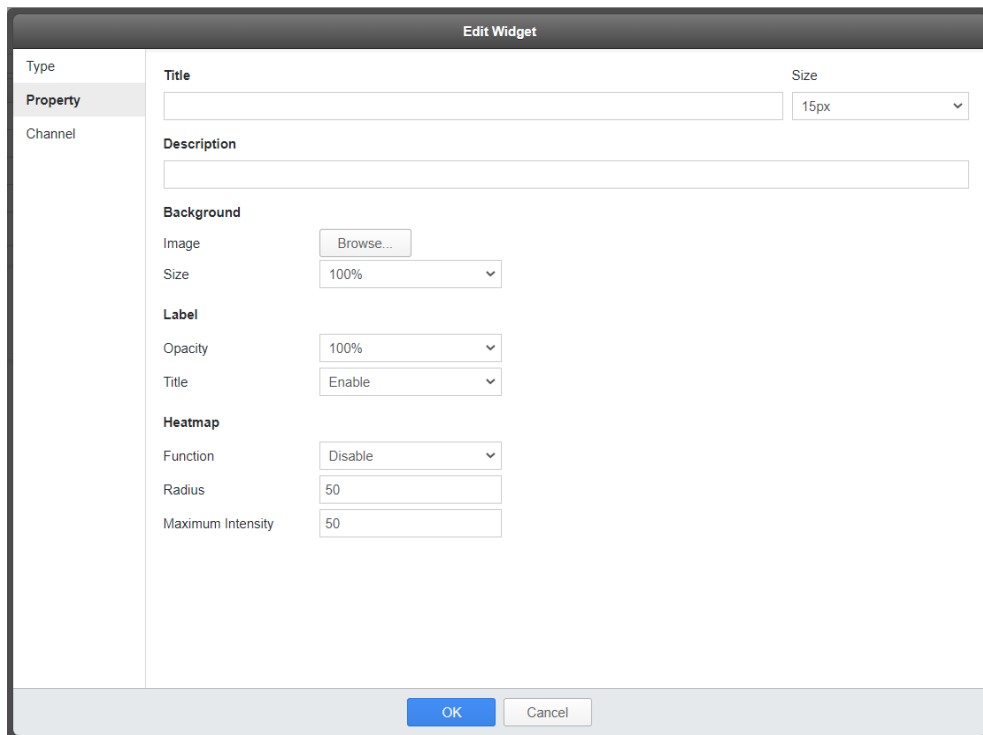 Edit Widget
Type
Property
Channel
Title Size
15px
Description
Background
Image Browse...
Size 100%
Label
Opacity 100%
Title Enable
Heatmap
Function Disable
Radius 50
Maximum Intensity 50
OK Cancel